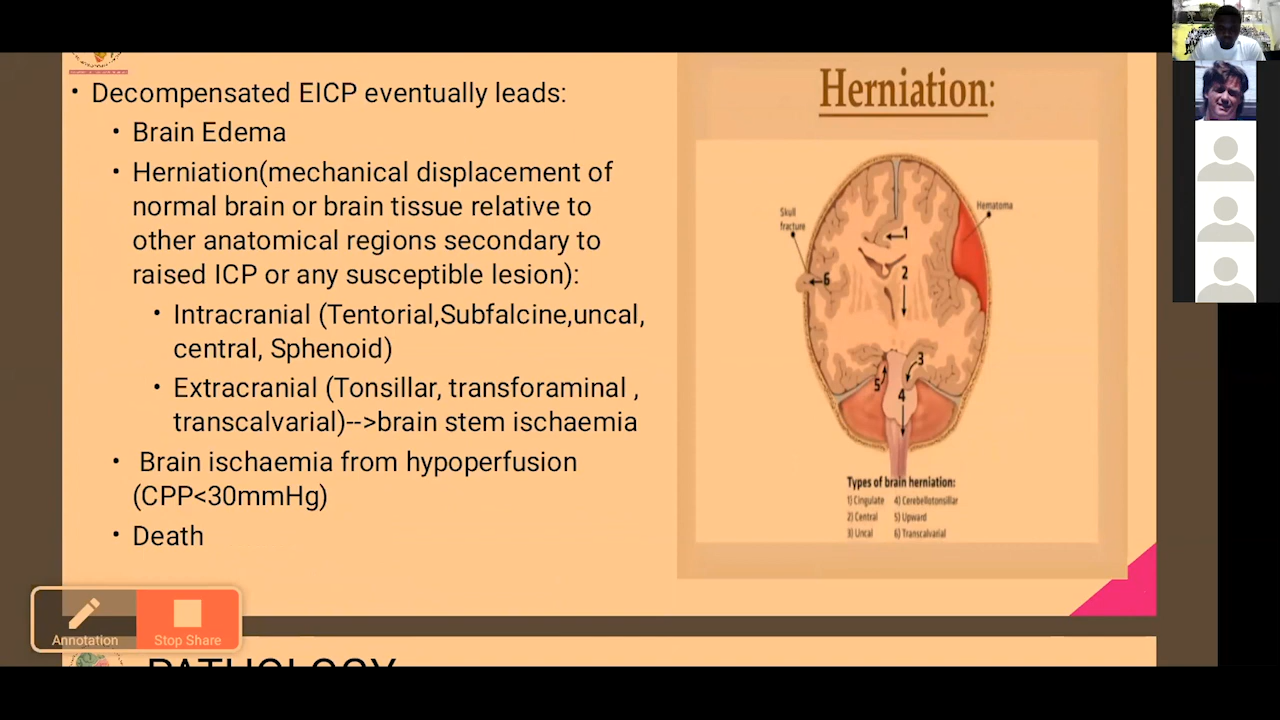 • Decompensated EICP eventually leads:
• Brain Edema
• Herniation(mechanical displacement of
normal brain or brain tissue relative to
other anatomical regions secondary to
raised ICP or any susceptible lesion):
• Intracranial (Tentorial,Subfalcine,uncal,
central, Sphenoid)
• Extracranial (Tonsillar, transforaminal ,
transcalvarial)-->brain stem ischaemia
• Brain ischaemia from hypoperfusion
(CPP<30mmHg)
• Death
Herniation:
Skull
fracture
Hematoma
1
2
6
3
5
4
Types of brain herniation:
1) Cingulate 4) Cerebellotonsillar
2) Central 5) Upward
3) Uncal 6) Transcalvarial
Annotation Stop Share
PATHOLOGY